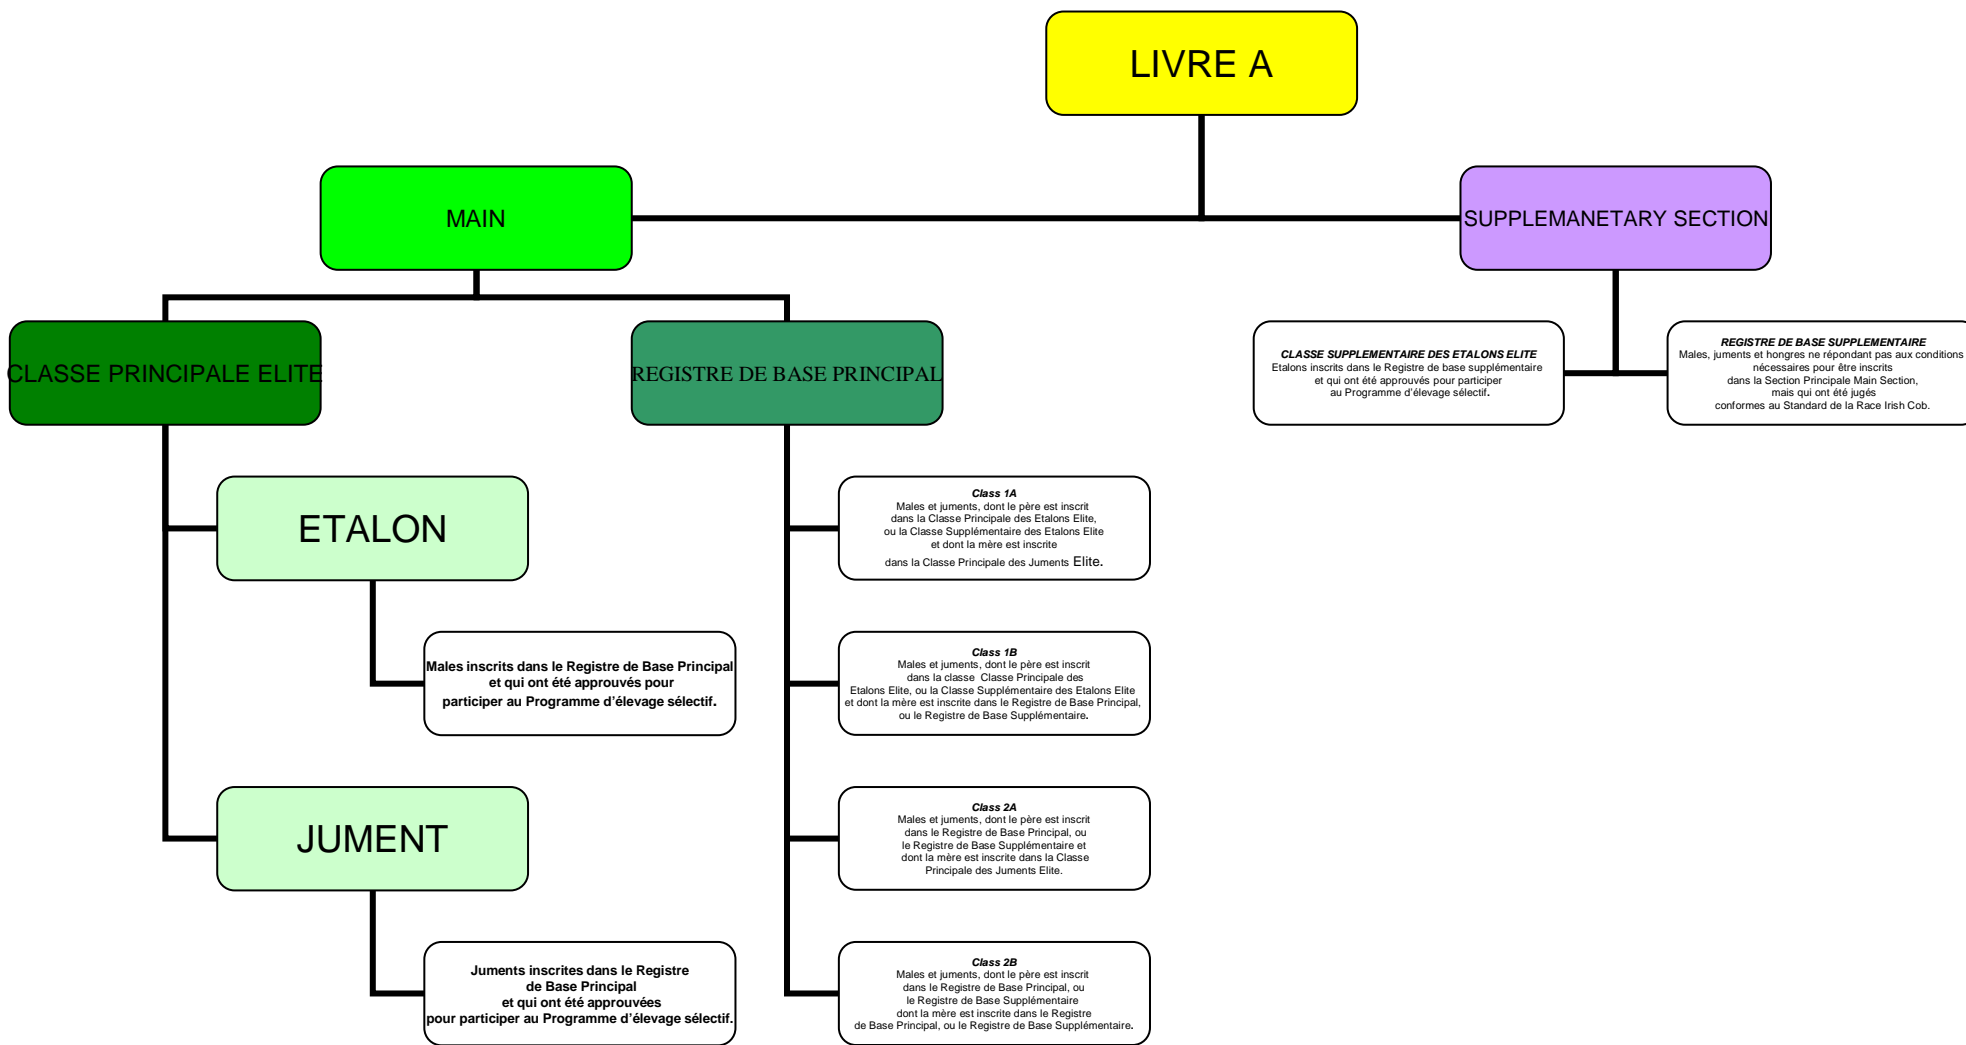 LIVRE A
MAIN
SUPPLEMANETARY SECTION
CLASSE PRINCIPALE ELITE
REGISTRE DE BASE PRINCIPAL
CLASSE SUPPLEMENTAIRE DES ETALONS ELITE
Etalons inscrits dans le Registre de base supplémentaire
et qui ont été approuvés pour participer
au Programme d'élevage sélectif.
REGISTRE DE BASE SUPPLEMENTAIRE
Males, juments et hongres ne répondant pas aux conditions
nécessaires pour être inscrits
dans la Section Principale Main Section,
mais qui ont été jugés
conformes au Standard de la Race Irish Cob.
ETALON
Males inscrits dans le Registre de Base Principal
et qui ont été approuvés pour
participer au Programme d'élevage sélectif.
JUMENT
Juments inscrites dans le Registre
de Base Principal
et qui ont été approuvées
pour participer au Programme d'élevage sélectif.
Class 1A
Males et juments, dont le père est inscrit
dans la Classe Principale des Etalons Elite,
ou la Classe Supplémentaire des Etalons Elite
et dont la mère est inscrite
dans la Classe Principale des Juments Elite.
Class 1B
Males et juments, dont le père est inscrit
dans la classe Classe Principale des
Etalons Elite, ou la Classe Supplémentaire des Etalons Elite
et dont la mère est inscrite dans le Registre de Base Principal,
ou le Registre de Base Supplémentaire.
Class 2A
Males et juments, dont le père est inscrit
dans le Registre de Base Principal, ou
le Registre de Base Supplémentaire et
dont la mère est inscrite dans la Classe
Principale des Juments Elite.
Class 2B
Males et juments, dont le père est inscrit
dans le Registre de Base Principal, ou
le Registre de Base Supplémentaire
dont la mère est inscrite dans le Registre
de Base Principal, ou le Registre de Base Supplémentaire.